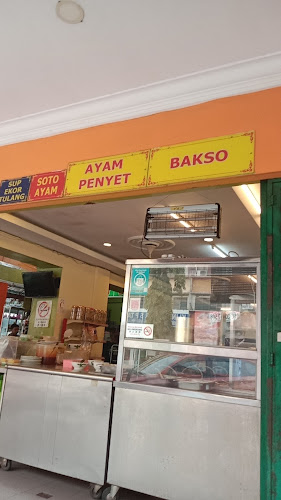 SUP
EKOR
TULANG
SOTO
AYAM
AYAM
PENYET
BAKSO